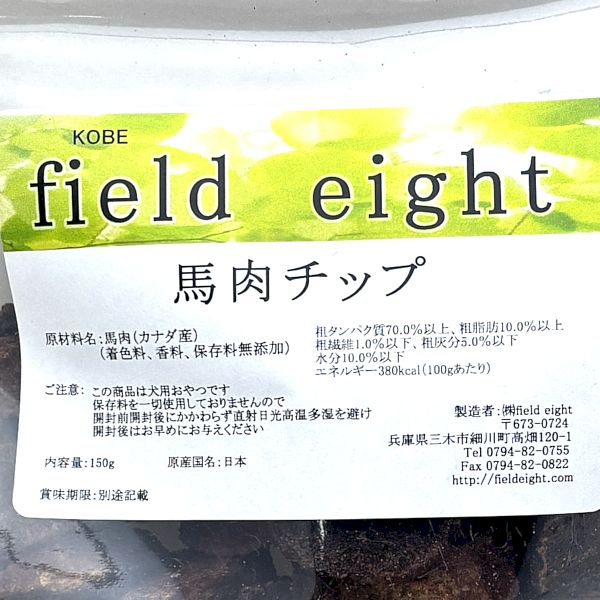 KOBE
field eight
馬肉チップ
原材料名:馬肉(カナダ産)
(着色料、香料、保存料無添加)
粗タンパク質70.0%以上、粗脂肪10.0%以上
粗繊維1.0%以下、粗灰分5.0%以下
水分10.0%以下
エネルギー380kcal(100gあたり)
ご注意: この商品は犬用おやつです
保存料を一切使用しておりませんので
開封前開封後にかかわらず直射日光高温多湿を避け
開封後はお早めにお与えください
内容量:150g 原産国名:日本
賞味期限:別途記載
製造者:㈱field eight
〒673-0724
兵庫県三木市細川町高畑120-1
Tel 0794-82-0755
Fax 0794-82-0822
http://fieldeight.com